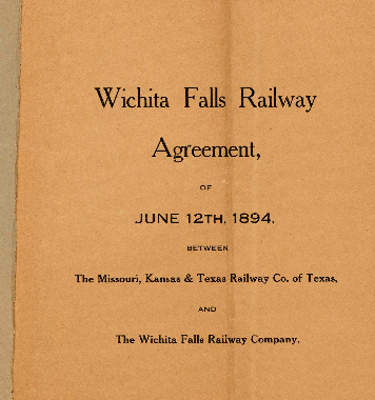 Wichita Falls Railway
Agreement,
OF
JUNE 12TH, 1894,
BETWEEN
The Missouri, Kansas & Texas Railway Co. of Texas,
AND
The Wichita Falls Railway Company.